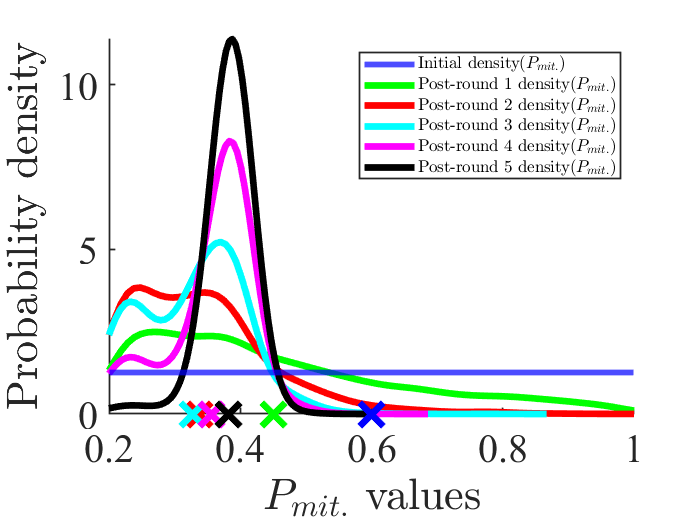 Probability density
10
5
0
Initial density(P_mit.)
Post-round 1 density(P_mit.)
Post-round 2 density(P_mit.)
Post-round 3 density(P_mit.)
Post-round 4 density(P_mit.)
Post-round 5 density(P_mit.)
0.2 0.4 0.6 0.8 1
P_mit. values